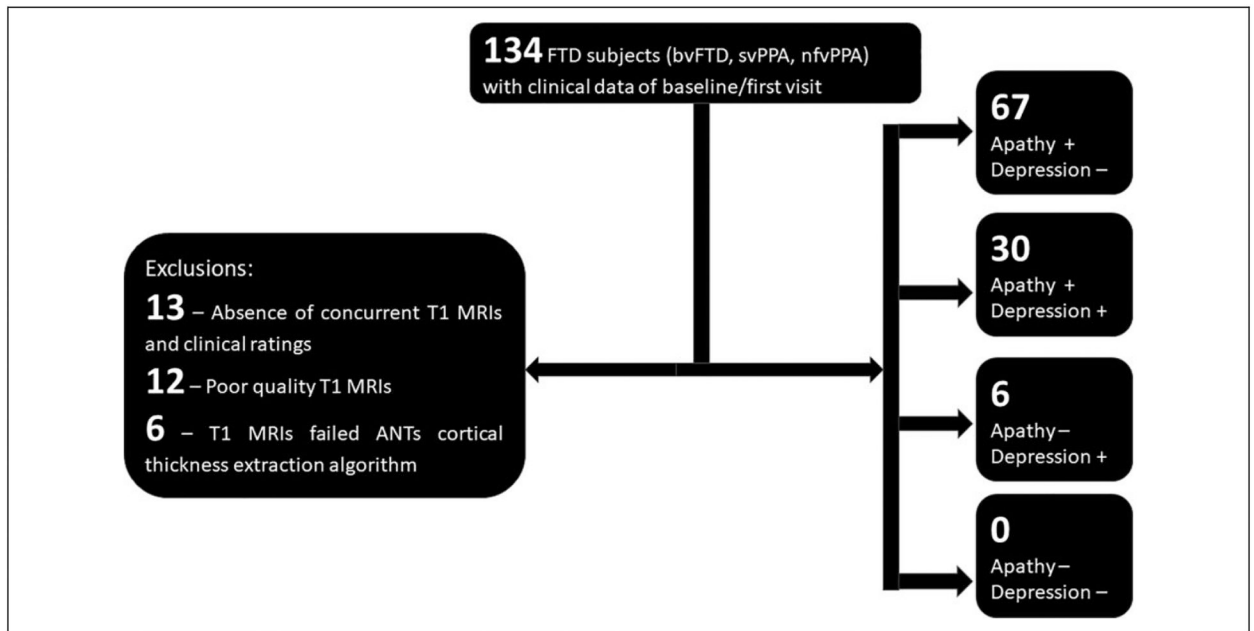 134 FTD subjects (bvFTD, svPPA, nfvPPA)
with clinical data of baseline/first visit
Exclusions:
13 – Absence of concurrent T1 MRIs
and clinical ratings
12 – Poor quality T1 MRIs
6 – T1 MRIs failed ANTs cortical
thickness extraction algorithm
67
Apathy +
Depression –
30
Apathy +
Depression +
6
Apathy –
Depression +
0
Apathy –
Depression –